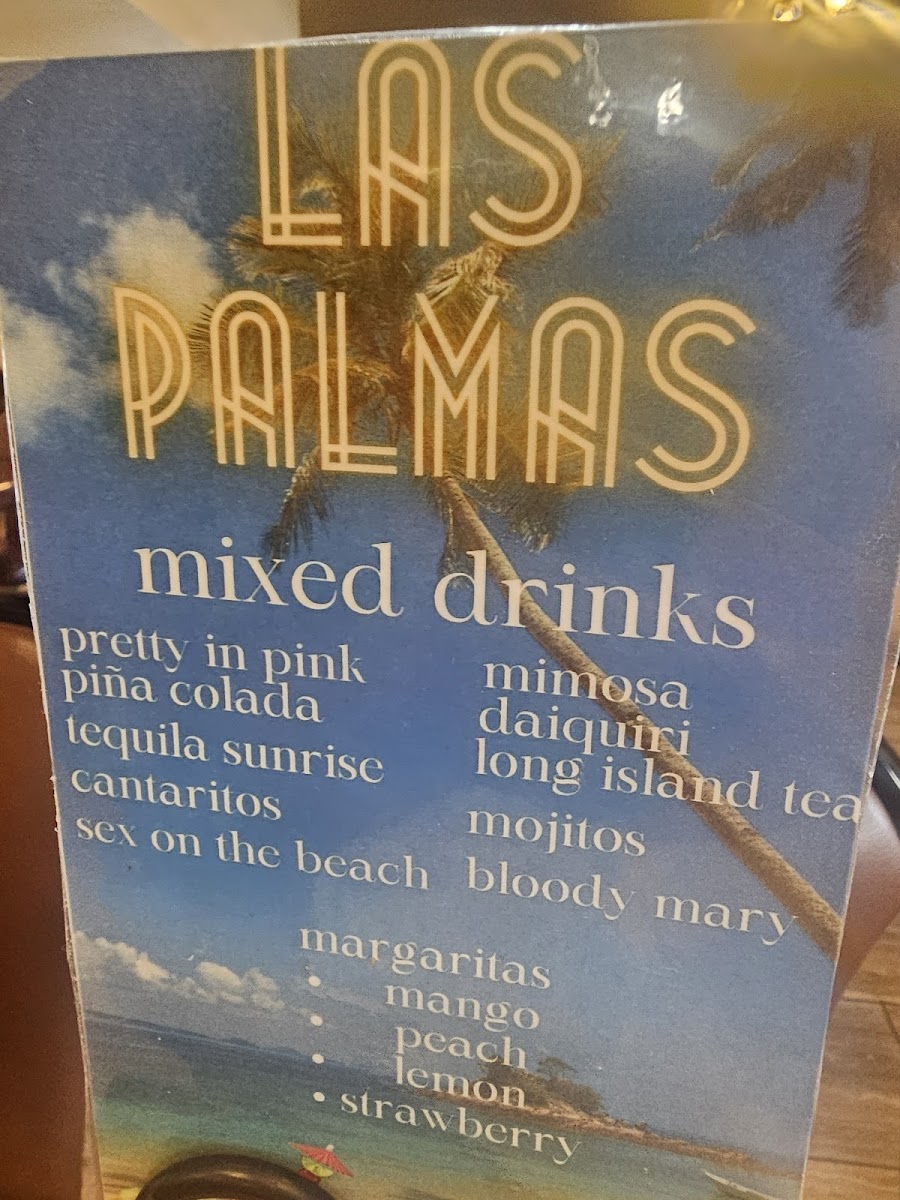 LAS
PALMAS
mixed drinks
pretty in pink
piña colada
tequila sunrise
cantaritos
sex on the beach
mimosa
daiquiri
long island tea
mojitos
bloody mary
margaritas
• mango
• peach
• lemon
• strawberry